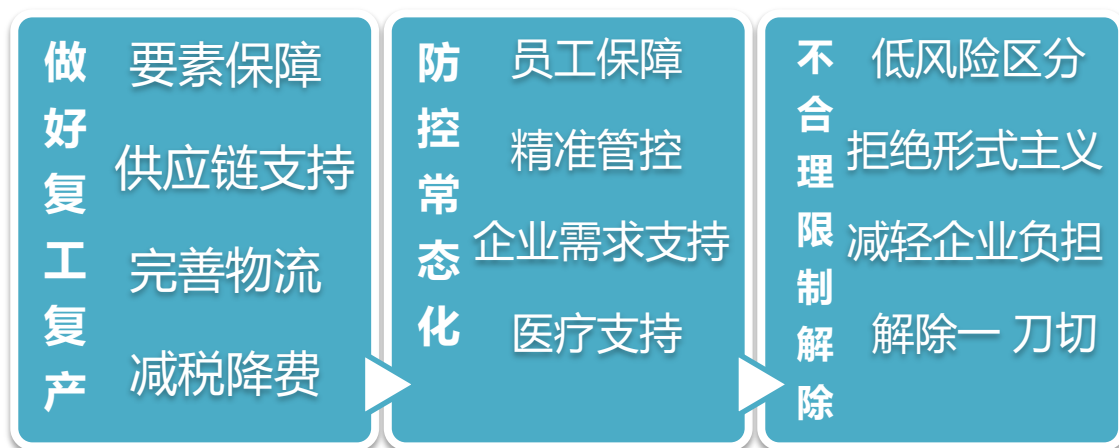 做好复工复产
要素保障
供应链支持
完善物流
减税降费
防控常态化
员工保障
精准管控
企业需求支持
医疗支持
不合理限制解除
低风险区分
拒绝形式主义
减轻企业负担
解除一 刀切